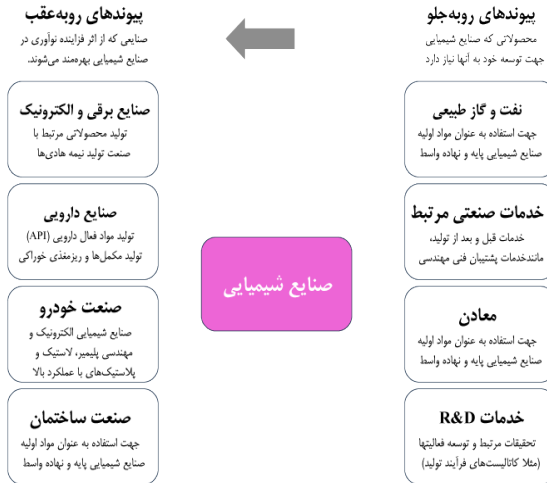 پیوندهای روبه‌جلو
محصولاتی که صنایع شیمیایی
جهت توسعه خود به آنها نیاز دارد
نفت و گاز طبیعی
جهت استفاده به عنوان مواد اولیه
صنایع شیمیایی پایه و نهاده واسط
خدمات صنعتی مرتبط
خدمات قبل و بعد از تولید،
مانندخدمات پشتیبان فنی مهندسی
معادن
جهت استفاده به عنوان مواد اولیه
صنایع شیمیایی پایه و نهاده واسط
خدمات R&D
تحقیقات مرتبط و توسعه فعالیتها
(مثلا کاتالیست‌های فرآیند تولید)
صنایع شیمیایی
پیوندهای روبه‌عقب
صنایعی که از اثر فزاینده نوآوری در
صنایع شیمیایی بهره‌مند می‌شوند.
صنایع برقی و الکترونیک
تولید محصولاتی مرتبط با
صنعت تولید نیمه هادی‌ها
صنایع دارویی
تولید مواد فعال دارویی (API)
تولید مکمل‌ها و ریزمغذی خوراکی
صنعت خودرو
صنایع شیمیایی الکترونیک و
مهندسی پلیمیر، لاستیک و
پلاستیک‌های با عملکرد بالا
صنعت ساختمان
جهت استفاده به عنوان مواد اولیه
صنایع شیمیایی پایه و نهاده واسط